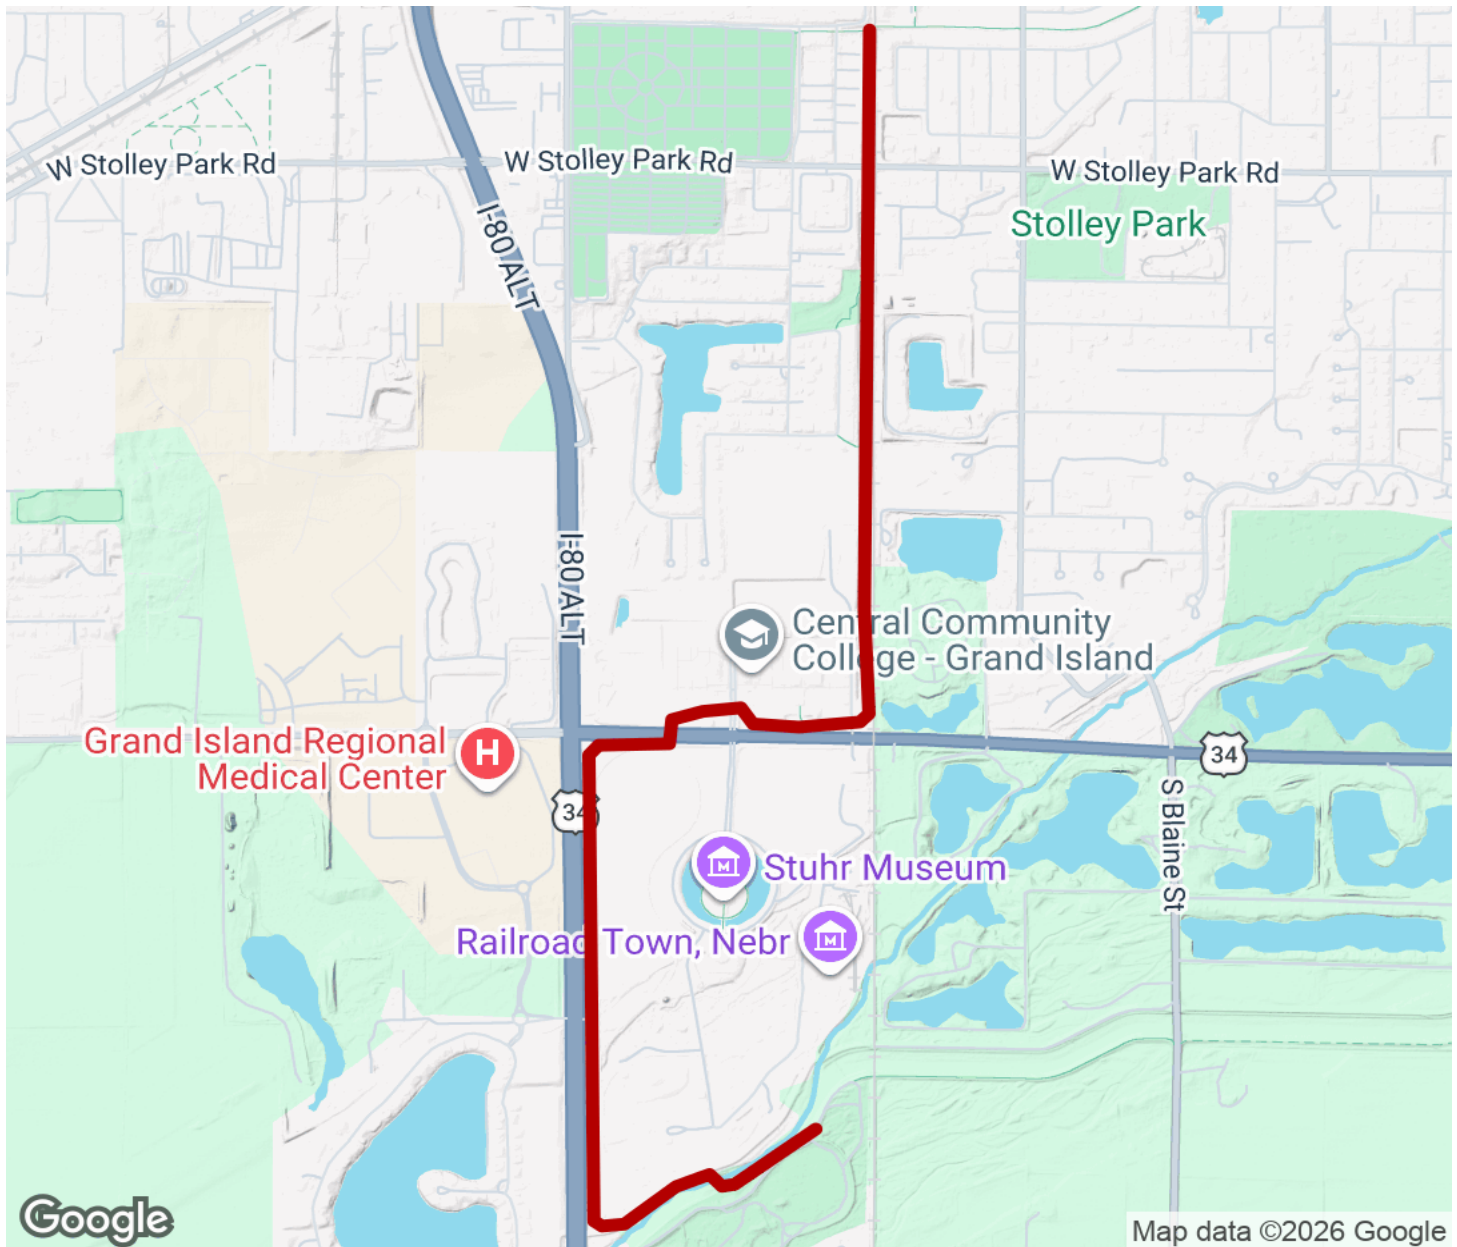 W Stolley Park Rd
W Stolley Park Rd
W Stolley Park Rd
Stolley Park
I-80 ALT
I-80 ALT
Central Community
College - Grand Island
Grand Island Regional
Medical Center
H
34
34
S Blaine St
M
Stuhr Museum
Railroad Town, Nebr
M
Google
Map data ©2026 Google